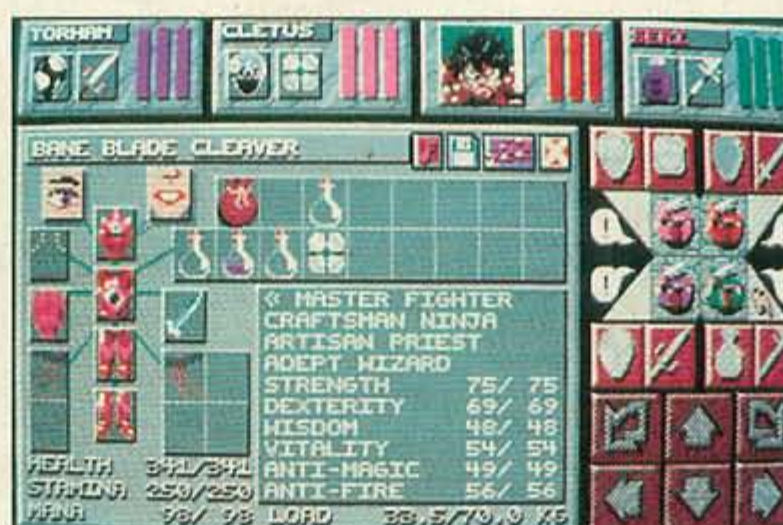 TORHAM
CLETUS
BANE BLADE CLEAVER
« MASTER FIGHTER
CRAFTSMAN NINJA
ARTISAN PRIEST
ADEPT WIZARD
STRENGTH 75/ 75
DEXTERITY 69/ 69
WISDOM 48/ 48
VITALITY 54/ 54
ANTI-MAGIC 49/ 49
ANTI-FIRE 56/ 56
HEALTH 341/341
STAMINA 250/250
MANA 98/ 98
LOAD 33.5/70.0 KG
!
!